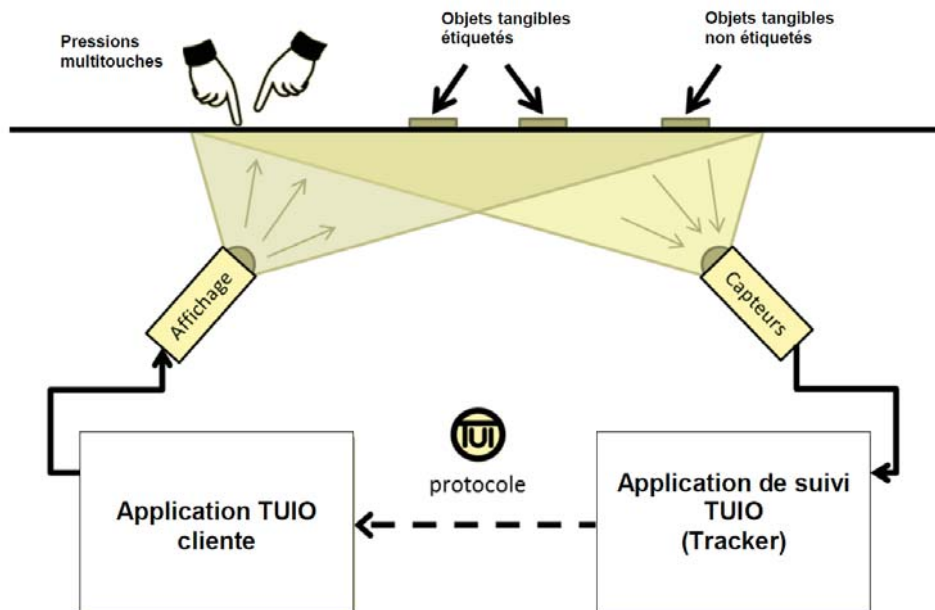 Pressions
multitouches
Objets tangibles
étiquetés
Objets tangibles
non étiquetés
Affichage
Capteurs
TUI
protocole
Application TUIO
cliente
Application de suivi
TUIO
(Tracker)